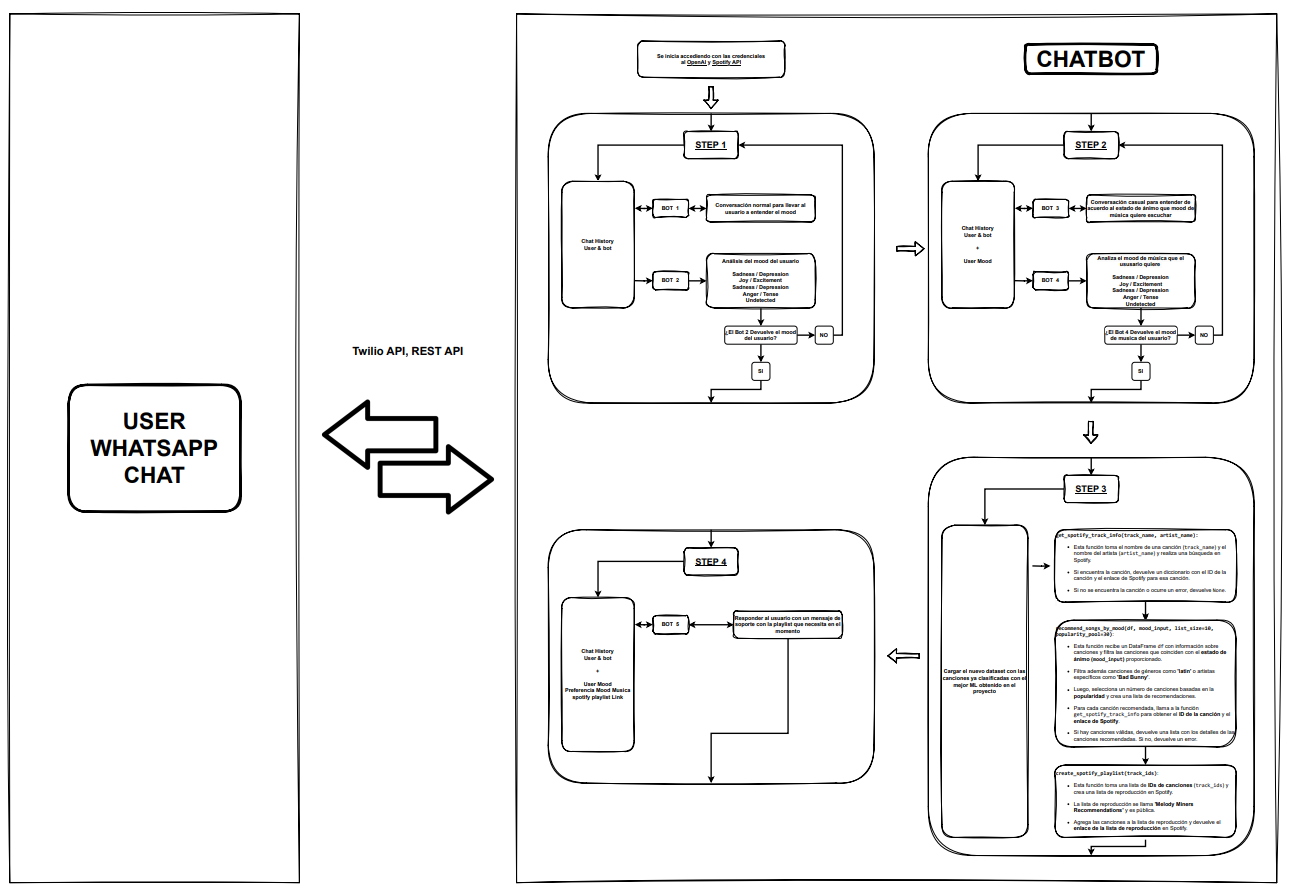 USER
WHATSAPP
CHAT
Twilio API, REST API
CHATBOT
Se inicia accediendo con las credenciales
al OpenAI y Spotify API
STEP 1
Chat History
User & bot
BOT 1
Conversación normal para llevar al
usuario a entender el mood
BOT 2
Análisis del mood del usuario
Sadness / Depression
Joy / Excitement
Sadness / Depression
Anger / Tense
Undetected
¿El Bot 2 Devuelve el mood
del usuario?
NO
SI
STEP 2
Chat History
User & bot
+
User Mood
BOT 3
Conversación casual para entender de
acuerdo al estado de ánimo que mood de
música quiere escuchar
BOT 4
Analiza el mood de música que el
ususario quiere
Sadness / Depression
Joy / Excitement
Sadness / Depression
Anger / Tense
Undetected
¿El Bot 4 Devuelve el mood
de musica del usuario?
NO
SI
STEP 3
Cargar el nuevo dataset con las
canciones ya clasificadas con el
mejor ML obtenido en el
proyecto
get_spotify_track_info(track_name, artist_name):
• Esta función toma el nombre de una canción (track_name) y el
nombre del artista (artist_name) y realiza una búsqueda en
Spotify.
• Si encuentra la canción, devuelve un diccionario con el ID de la
canción y el enlace de Spotify para esa canción.
• Si no se encuentra la canción o ocurre un error, devuelve None.
recommend_songs_by_mood(df, mood_input, list_size=10,
popularity_pool=30):
• Esta función recibe un DataFrame df con información sobre
canciones y filtra las canciones que coinciden con el estado de
ánimo (mood_input) proporcionado.
• Filtra además canciones de géneros como "latin" o artistas
específicos como "Bad Bunny".
• Luego, selecciona un número de canciones basadas en la
popularidad y crea una lista de recomendaciones.
• Para cada canción recomendada, llama a la función
get_spotify_track_info para obtener el ID de la canción y el
enlace de Spotify.
• Si hay canciones válidas, devuelve una lista con los detalles de las
canciones recomendadas. Si no, devuelve un error.
create_spotify_playlist(track_ids):
• Esta función toma una lista de IDs de canciones (track_ids) y
crea una lista de reproducción en Spotify.
• La lista de reproducción se llama "Melody Miners
Recommendations" y es pública.
• Agrega las canciones a la lista de reproducción y devuelve el
enlace de la lista de reproducción en Spotify.
STEP 4
Chat History
User & bot
+
User Mood
Preferencia Mood Musica
spotify playlist Link
BOT 5
Responder al usuario con un mensaje de
soporte con la playlist que necesita en el
momento